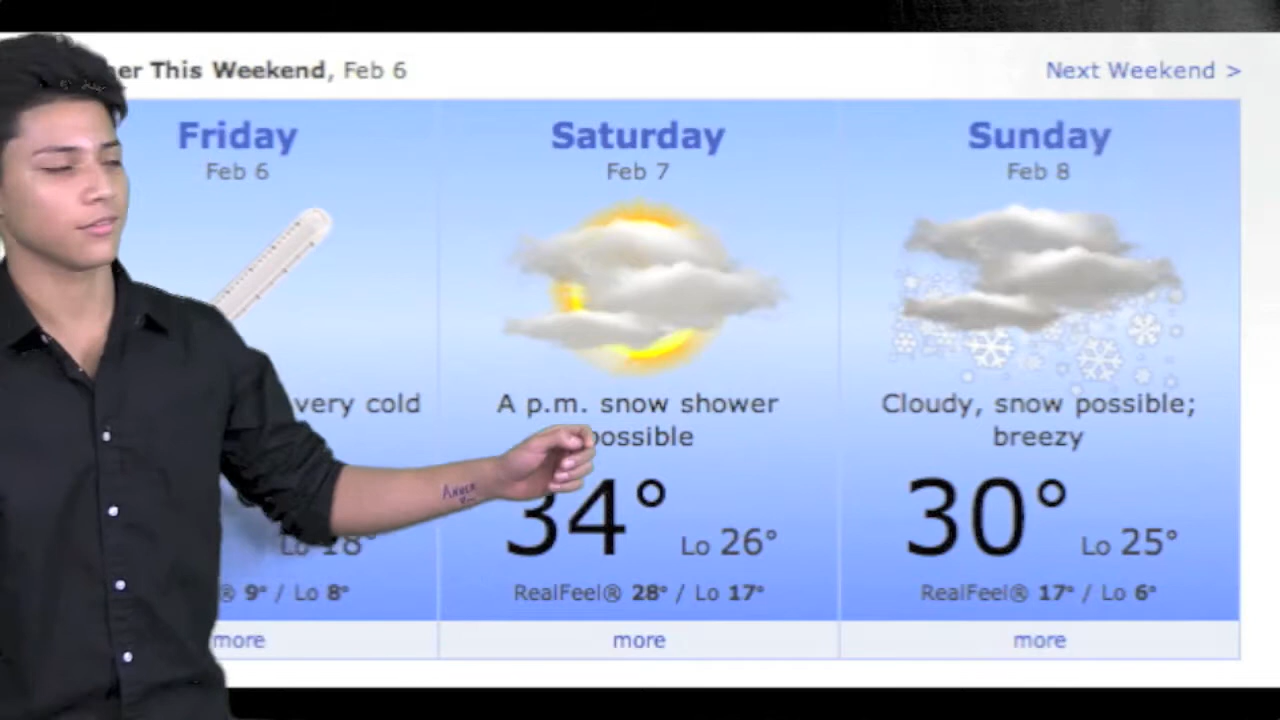 er This Weekend, Feb 6
Next Weekend >
Friday
Feb 6
very cold
Lo 18°
® 9° / Lo 8°
more
Saturday
Feb 7
A p.m. snow shower
possible
34° Lo 26°
RealFeel® 28° / Lo 17°
more
Sunday
Feb 8
Cloudy, snow possible;
breezy
30° Lo 25°
RealFeel® 17° / Lo 6°
more